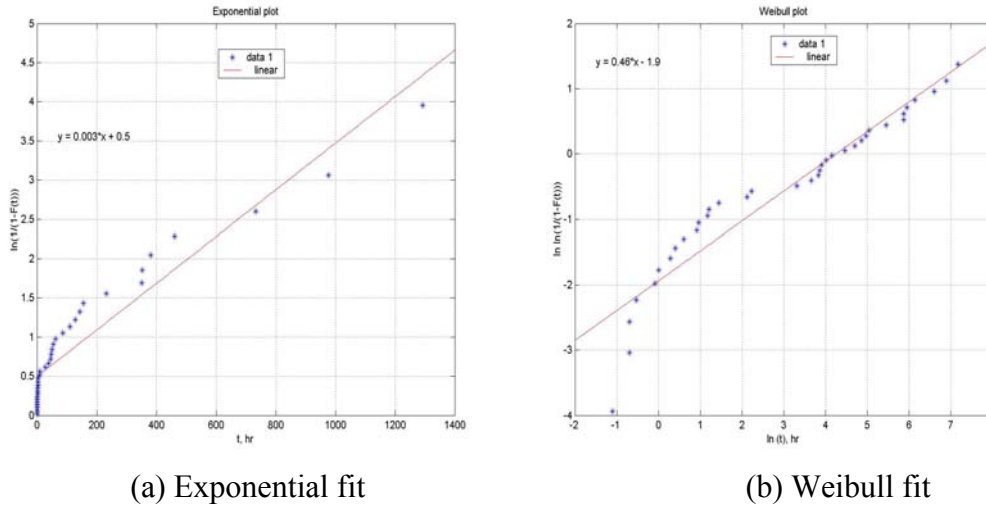 Exponential plot
5
4.5
4
3.5
3
2.5
2
1.5
1
0.5
0
ln(1/(1-F(t)))
data 1
linear
y = 0.003*x + 0.5
0 200 400 600 800 1000 1200 1400
t, hr
(a) Exponential fit
Weibull plot
2
1
0
-1
-2
-3
-4
ln ln(1/(1-F(t)))
y = 0.46*x - 1.9
data 1
linear
-2 -1 0 1 2 3 4 5 6 7
ln (t), hr
(b) Weibull fit